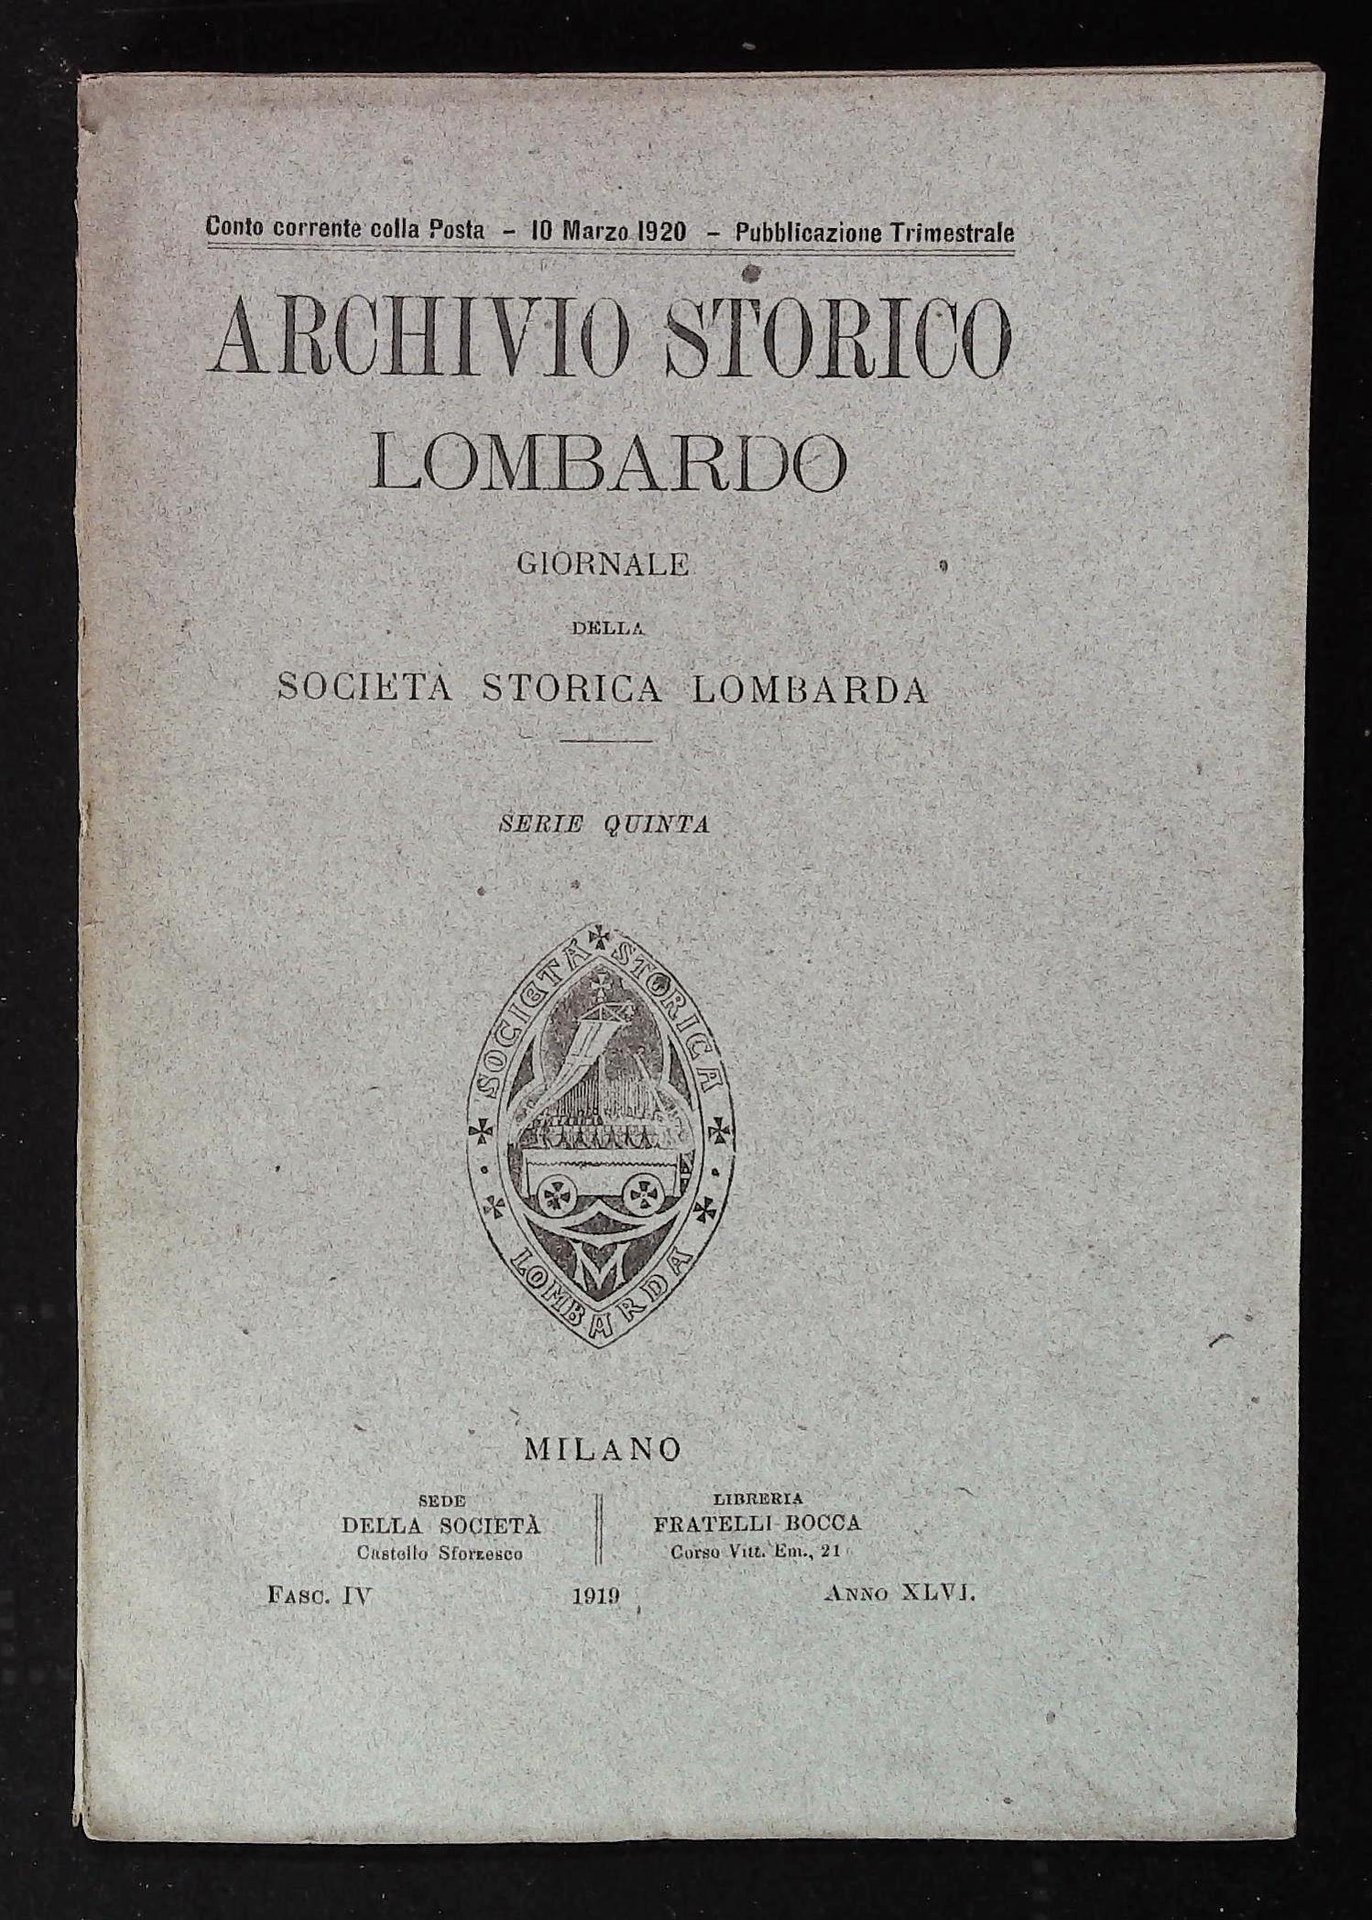 Conto corrente colla Posta - 10 Marzo 1920 - Pubblicazione Trimestrale
ARCHIVIO STORICO
LOMBARDO
GIORNALE
DELLA
SOCIETÀ STORICA LOMBARDA
SERIE QUINTA
SOCIETÀ STORICA
LOMBARDA
M
MILANO
SEDE
DELLA SOCIETÀ
Castello Sforzesco
LIBRERIA
FRATELLI BOCCA
Corso Vitt. Em., 21
FASC. IV 1919 ANNO XLVI.